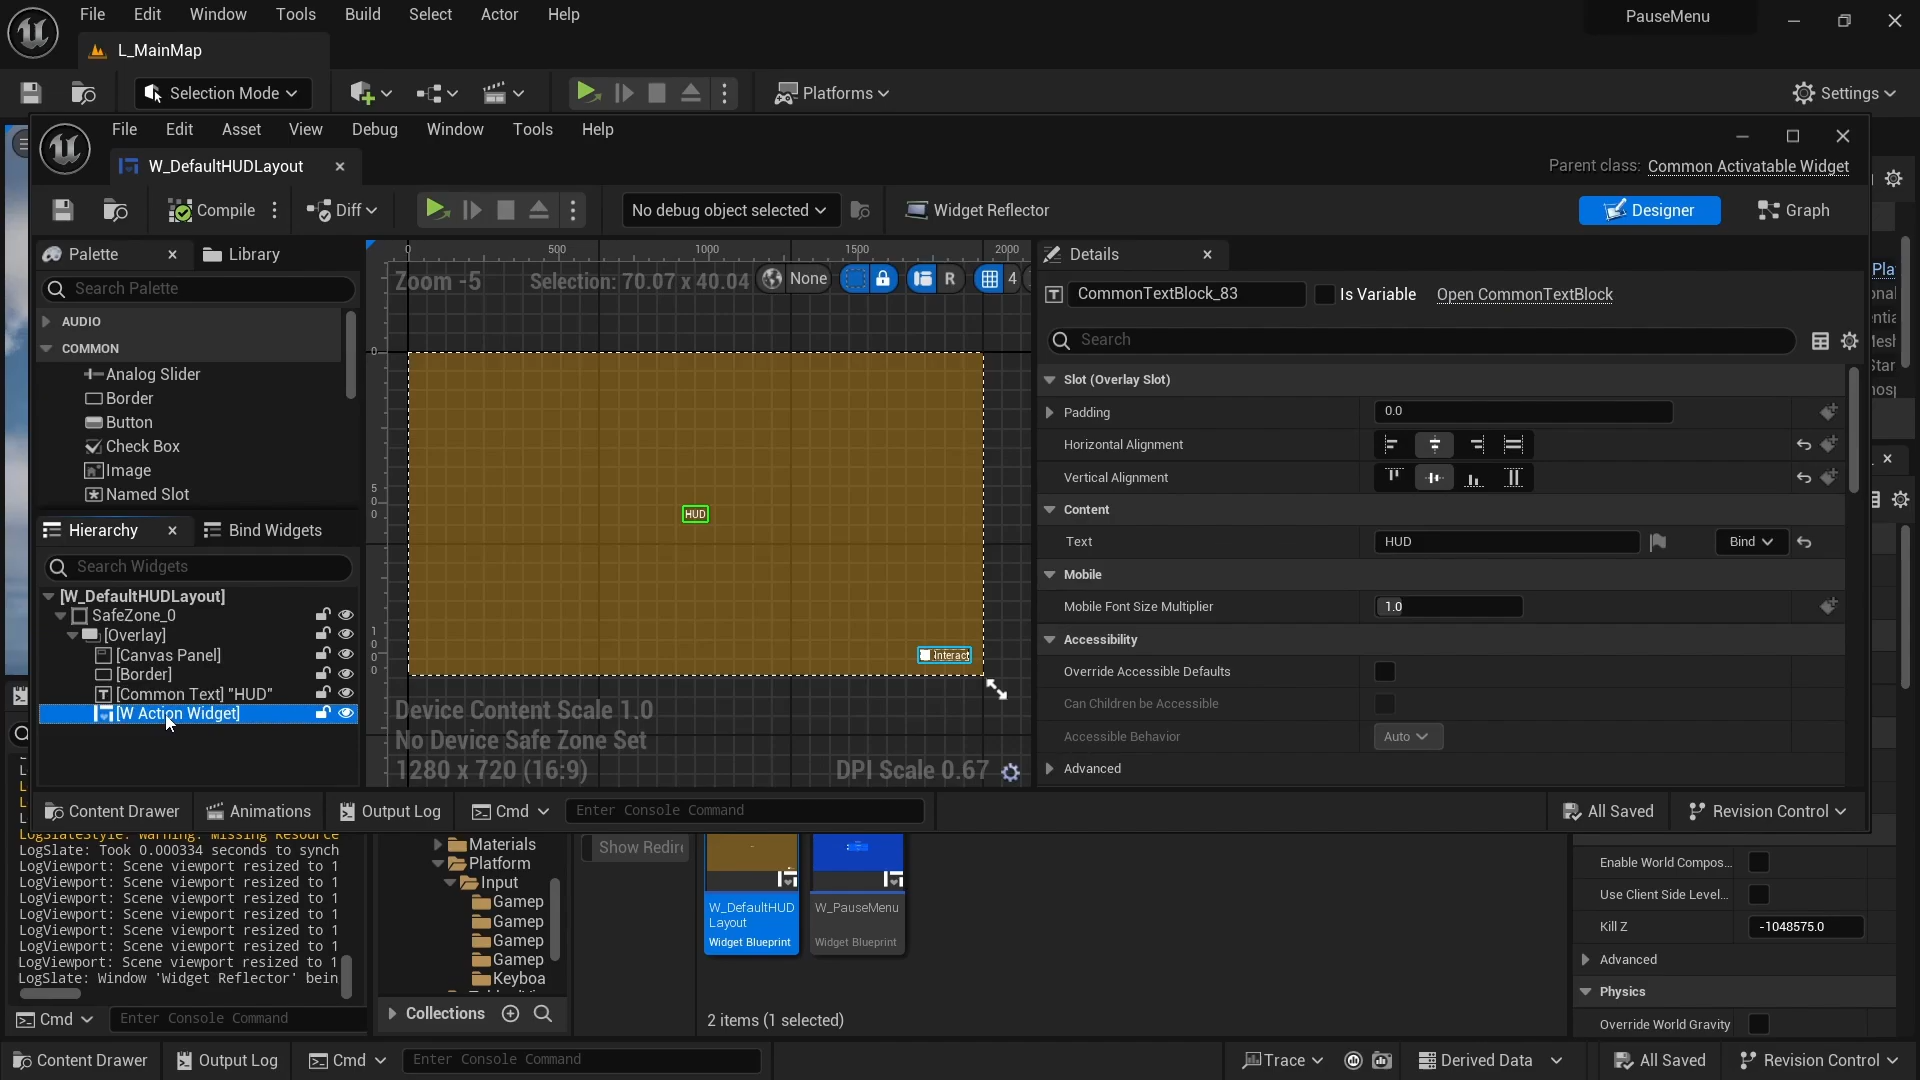 File Edit Window Tools Build Select Actor Help
PauseMenu
L_MainMap
Selection Mode
Platforms
Settings
File Edit Asset View Debug Window Tools Help
W_DefaultHUDLayout
Parent class: Common Activatable Widget
Compile
Diff
No debug object selected
Widget Reflector
Designer
Graph
Palette
Library
Search Palette
AUDIO
COMMON
Analog Slider
Border
Button
Check Box
Image
Named Slot
Hierarchy
Bind Widgets
Search Widgets
[W_DefaultHUDLayout]
SafeZone_0
[Overlay]
[Canvas Panel]
[Border]
[Common Text] "HUD"
[W Action Widget]
0 500 1000 1500 2000
Zoom -5
Selection: 70.07 x 40.04
None
R
4
0
500
1000
HUD
Interact
Device Content Scale 1.0
No Device Safe Zone Set
1280 x 720 (16:9)
DPI Scale 0.67
Details
CommonTextBlock_83
Is Variable
Open CommonTextBlock
Search
Slot (Overlay Slot)
Padding
0.0
Horizontal Alignment
Vertical Alignment
Content
Text
HUD
Bind
Mobile
Mobile Font Size Multiplier
1.0
Accessibility
Override Accessible Defaults
Can Children be Accessible
Accessible Behavior
Auto
Advanced
Content Drawer
Animations
Output Log
Cmd
Enter Console Command
All Saved
Revision Control
LogSlate: Took 0.000334 seconds to synch
LogViewport: Scene viewport resized to 1
LogViewport: Scene viewport resized to 1
LogViewport: Scene viewport resized to 1
LogViewport: Scene viewport resized to 1
LogViewport: Scene viewport resized to 1
LogViewport: Scene viewport resized to 1
LogViewport: Scene viewport resized to 1
LogSlate: Window 'Widget Reflector' bein
Cmd
Enter Console Command
Materials
Platform
Input
Gamep
Gamep
Gamep
Gamep
Keyboa
Collections
Show Redire
W_DefaultHUD
Layout
Widget Blueprint
W_PauseMenu
Widget Blueprint
2 items (1 selected)
Enable World Compos...
Use Client Side Level...
Kill Z
-1048575.0
Advanced
Physics
Override World Gravity
Content Drawer
Output Log
Cmd
Enter Console Command
Trace
Derived Data
All Saved
Revision Control